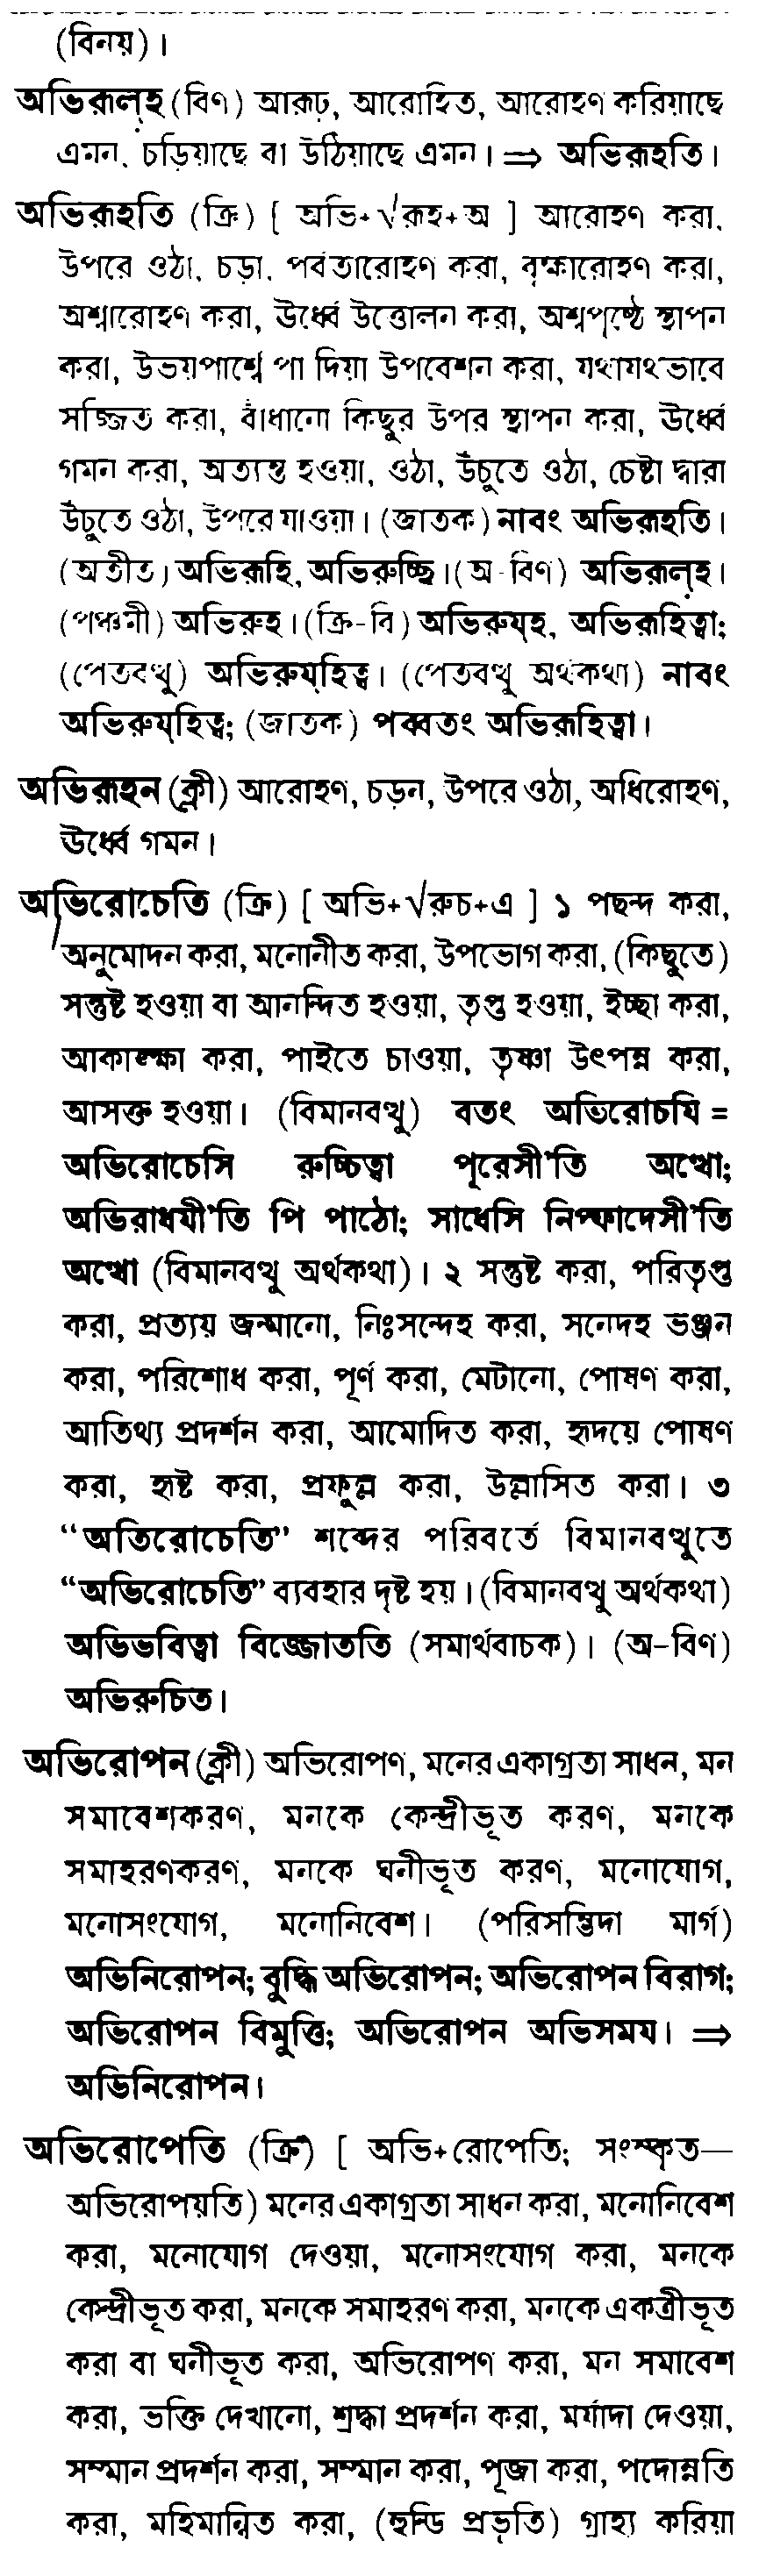 (বিনয়)।
অভিরূল়্হ (বিণ) আরূঢ়, আরোহিত, আরোহণ করিয়াছে
এমন, চড়িয়াছে বা উঠিয়াছে এমন। ⇒ অভিরূহতি।
অভিরূহতি (ক্রি) [ অভি+√রূহ+অ ] আরোহণ করা,
উপরে ওঠা, চড়া, পর্বতারোহণ করা, বৃক্ষারোহণ করা,
অশ্বারোহণ করা, ঊর্ধ্বে উত্তোলন করা, অশ্বপৃষ্ঠে স্থাপন
করা, উভয়পার্শ্বে পা দিয়া উপবেশন করা, যথাযথভাবে
সজ্জিত করা, বাঁধানো কিছুর উপর স্থাপন করা, ঊর্ধ্বে
গমন করা, অত্যন্ত হওয়া, ওঠা, উঁচুতে ওঠা, চেষ্টা দ্বারা
উঁচুতে ওঠা, উপরে যাওয়া। (জাতক) নাবং অভিরূহতি।
(অতীত) অভিরূহি, অভিরুচ্ছি। (অ-বিণ) অভিরূল়্হ।
(পঞ্চমী) অভিরুহ। (ক্রি-বি) অভিরুয্হ, অভিরূহিত্বা;
(পেতবত্থু) অভিরুয্হিত্ব। (পেতবত্থু অর্থকথা) নাবং
অভিরুয্হিত্ব; (জাতক) পব্বতং অভিরূহিত্বা।
অভিরূহন (ক্লী) আরোহণ, চড়ন, উপরে ওঠা, অধিরোহণ,
ঊর্ধ্বে গমন।
অভিরোচেতি (ক্রি) [ অভি+√রুচ+এ ] ১ পছন্দ করা,
অনুমোদন করা, মনোনীত করা, উপভোগ করা, (কিছুতে)
সন্তুষ্ট হওয়া বা আনন্দিত হওয়া, তৃপ্ত হওয়া, ইচ্ছা করা,
আকাঙ্ক্ষা করা, পাইতে চাওয়া, তৃষ্ণা উৎপন্ন করা,
আসক্ত হওয়া। (বিমানবত্থু) বতং অভিরোচযি =
অভিরোচেসি রুচ্চিত্বা পূরেসী'তি অত্থো;
অভিরাধযী'তি পি পাঠো; সাধেসি নিপ্ফাদেসী'তি
অত্থো (বিমানবত্থু অর্থকথা)। ২ সন্তুষ্ট করা, পরিতৃপ্ত
করা, প্রত্যয় জন্মানো, নিঃসন্দেহ করা, সন্দেহ ভঞ্জন
করা, পরিশোধ করা, পূর্ণ করা, মেটানো, পোষণ করা,
আতিথ্য প্রদর্শন করা, আমোদিত করা, হৃদয়ে পোষণ
করা, হৃষ্ট করা, প্রফুল্ল করা, উল্লাসিত করা। ৩
“অতিরোচেতি” শব্দের পরিবর্তে বিমানবত্থুতে
“অভিরোচেতি” ব্যবহার দৃষ্ট হয়। (বিমানবত্থু অর্থকথা)
অভিভবিত্বা বিজ্জোততি (সমার্থবাচক)। (অ-বিণ)
অভিরুচিত।
অভিরোপন (ক্লী) অভিরোপণ, মনের একাগ্রতা সাধন, মন
সমাবেশকরণ, মনকে কেন্দ্রীভূত করণ, মনকে
সমাহরণকরণ, মনকে ঘনীভূত করণ, মনোযোগ,
মনোসংযোগ, মনোনিবেশ। (পরিসম্ভিদা মার্গ)
অভিনিরোপন; বুদ্ধি অভিরোপন; অভিরোপন বিরাগ;
অভিরোপন বিমুত্তি; অভিরোপন অভিসময। ⇒
অভিনিরোপন।
অভিরোপেতি (ক্রি) [ অভি+রোপেতি; সংস্কৃত—
অভিরোপয়তি) মনের একাগ্রতা সাধন করা, মনোনিবেশ
করা, মনোযোগ দেওয়া, মনোসংযোগ করা, মনকে
কেন্দ্রীভূত করা, মনকে সমাহরণ করা, মনকে একত্রীভূত
করা বা ঘনীভূত করা, অভিরোপণ করা, মন সমাবেশ
করা, ভক্তি দেখানো, শ্রদ্ধা প্রদর্শন করা, মর্যাদা দেওয়া,
সম্মান প্রদর্শন করা, সম্মান করা, পূজা করা, পদোন্নতি
করা, মহিমান্বিত করা, (হুন্ডি প্রভৃতি) গ্রাহ্য করিয়া